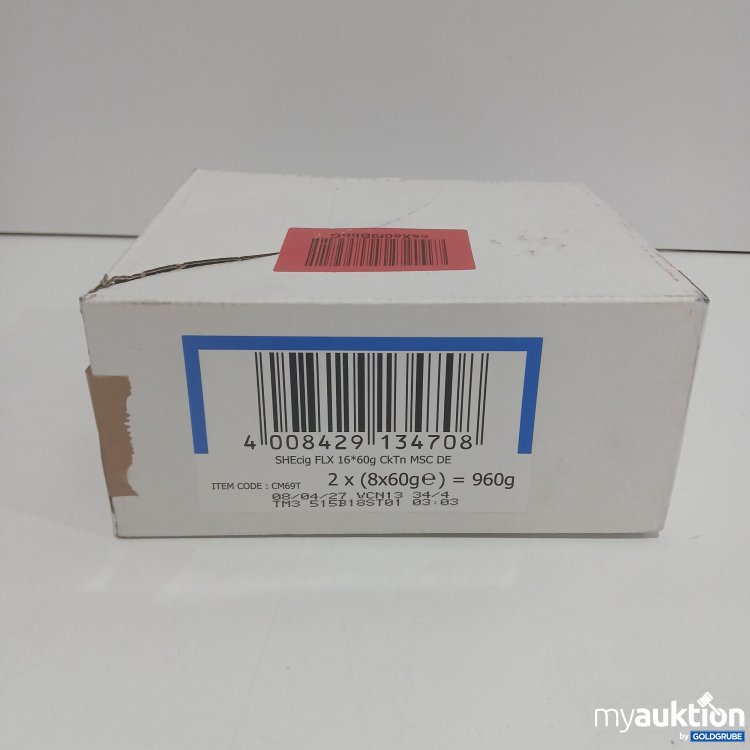 4 008429 134708
SHEcig FLX 16*60g CkTn MSC DE
ITEM CODE : CM69T 2 x (8x60g℮) = 960g
08/04/27 VCN13 34/4
TM3 515B18ST01 03:03
myauktion
by GOLDGRUBE